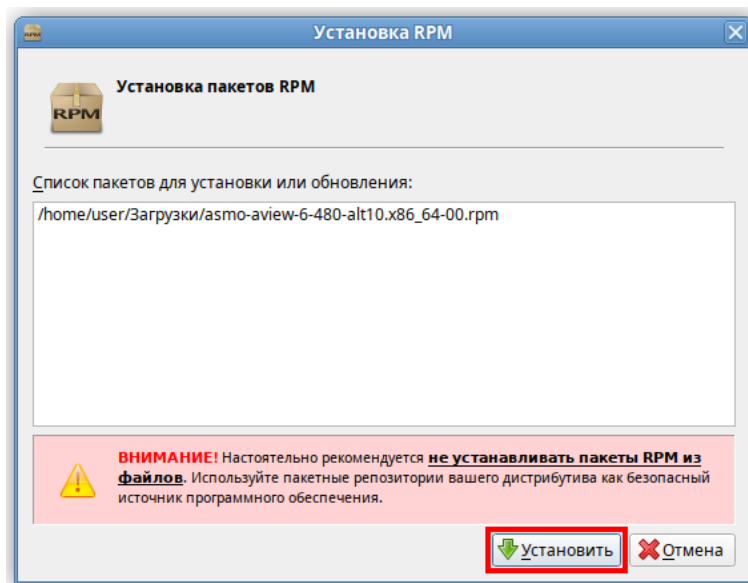 Установка RPM
Установка пакетов RPM
RPM
Список пакетов для установки или обновления:
/home/user/Загрузки/asmo-aview-6-480-alt10.x86_64-00.rpm
ВНИМАНИЕ! Настоятельно рекомендуется не устанавливать пакеты RPM из
файлов. Используйте пакетные репозитории вашего дистрибутива как безопасный
источник программного обеспечения.
Установить
Отмена